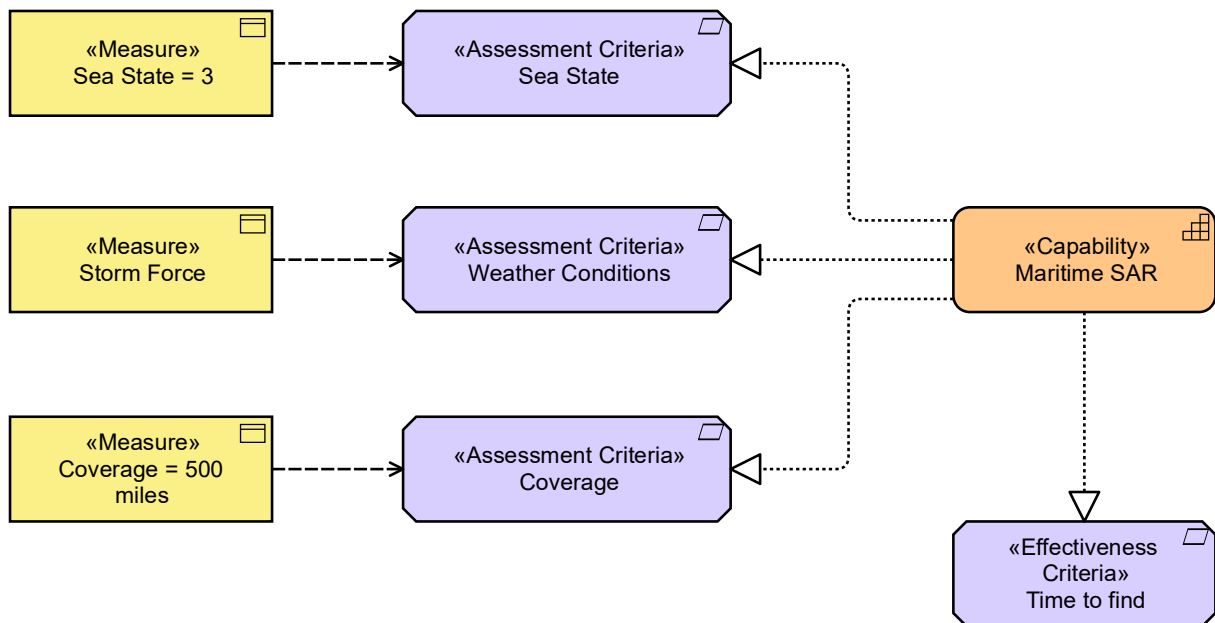 «Measure»
Sea State = 3
«Assessment Criteria»
Sea State
«Measure»
Storm Force
«Assessment Criteria»
Weather Conditions
«Capability»
Maritime SAR
«Measure»
Coverage = 500
miles
«Assessment Criteria»
Coverage
«Effectiveness
Criteria»
Time to find